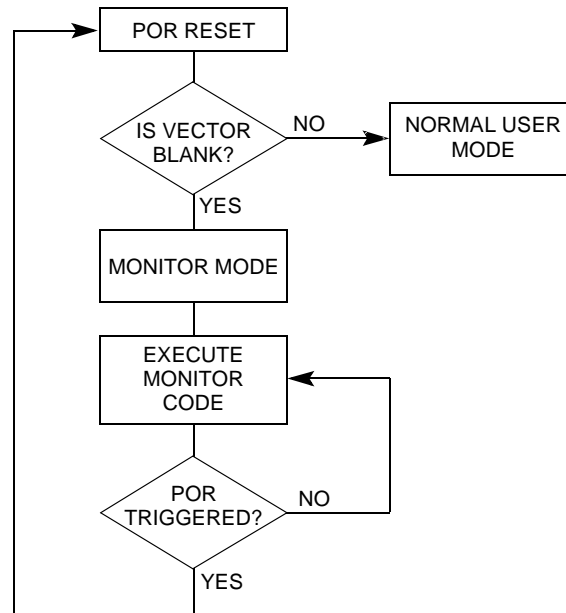 POR RESET
IS VECTOR
BLANK?
NO
NORMAL USER
MODE
YES
MONITOR MODE
EXECUTE
MONITOR
CODE
POR
TRIGGERED?
NO
YES